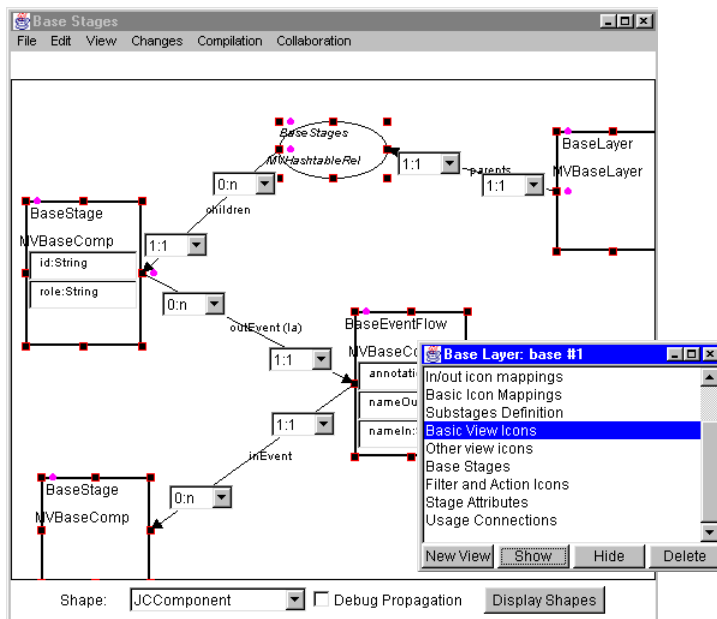 Base Stages
File Edit View Changes Compilation Collaboration
BaseStages
MVHashtableRel
BaseLayer
MVBaseLayer
1:1
parents
1:1
0:n
children
1:1
BaseStage
MVBaseComp
id:String
role:String
0:n
outEvent (la)
1:1
BaseEventFlow
MVBaseCo
annotatio
nameOu
nameIn:
1:1
inEvent
0:n
BaseStage
MVBaseComp
Base Layer: base #1
In/out icon mappings
Basic Icon Mappings
Substages Definition
Basic View Icons
Other view icons
Base Stages
Filter and Action Icons
Stage Attributes
Usage Connections
New View Show Hide Delete
Shape: JCComponent Debug Propagation Display Shapes